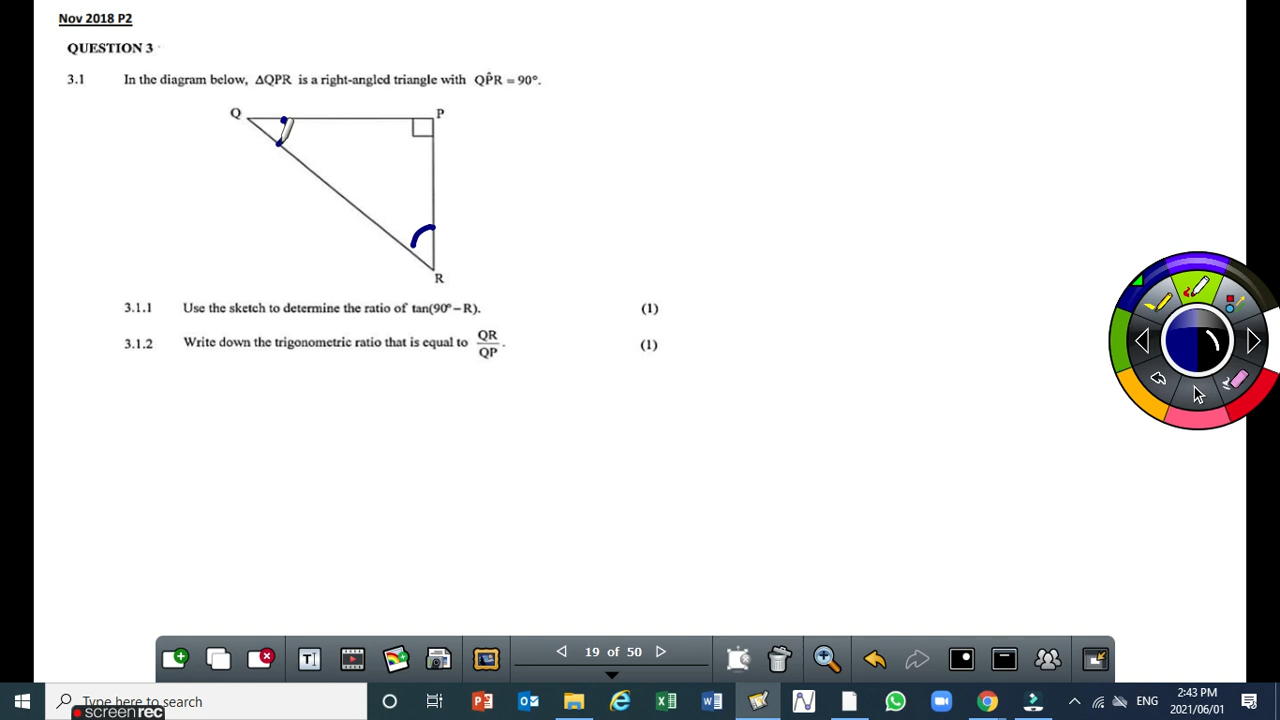 Nov 2018 P2
QUESTION 3
3.1 In the diagram below, ΔQPR is a right-angled triangle with QP̂R = 90°.
Q
P
R
3.1.1 Use the sketch to determine the ratio of tan(90° – R). (1)
3.1.2 Write down the trigonometric ratio that is equal to QR/QP. (1)
T
19 of 50
Type here to search
screenrec
ENG
2:43 PM
2021/06/01